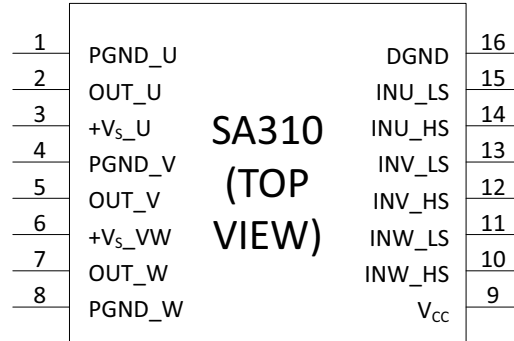 1 PGND_U
2 OUT_U
3 +VS_U
4 PGND_V
5 OUT_V
6 +VS_VW
7 OUT_W
8 PGND_W
SA310
(TOP
VIEW)
DGND 16
INU_LS 15
INU_HS 14
INV_LS 13
INV_HS 12
INW_LS 11
INW_HS 10
VCC 9